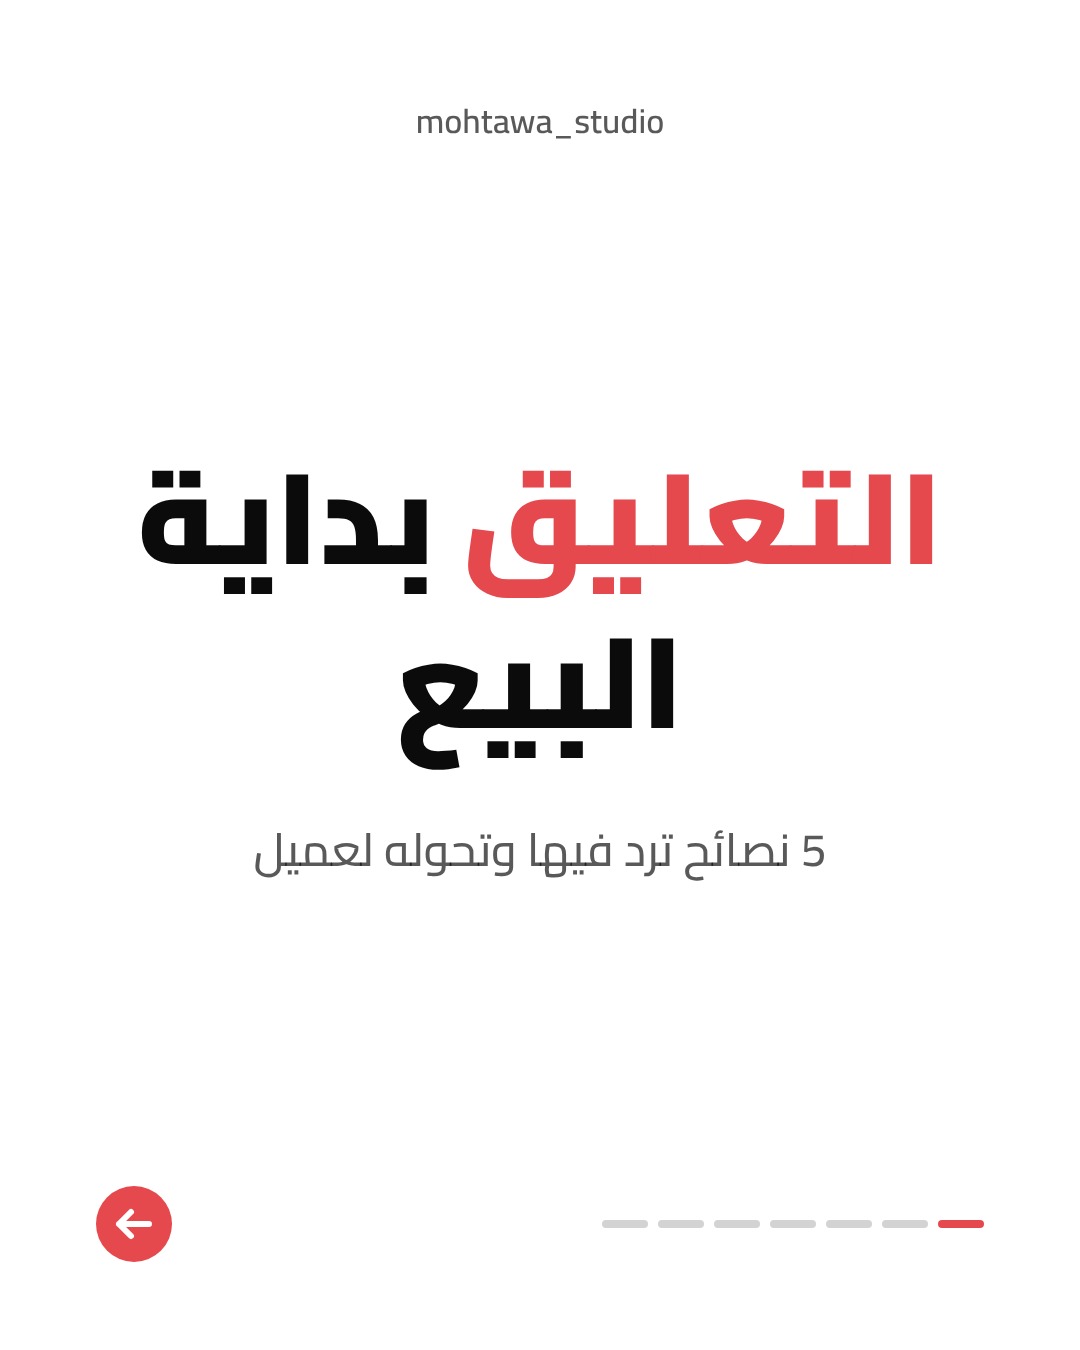 mohtawa_studio
التعليق بداية
البيع
5 نصائح ترد فيها وتحوله لعميل